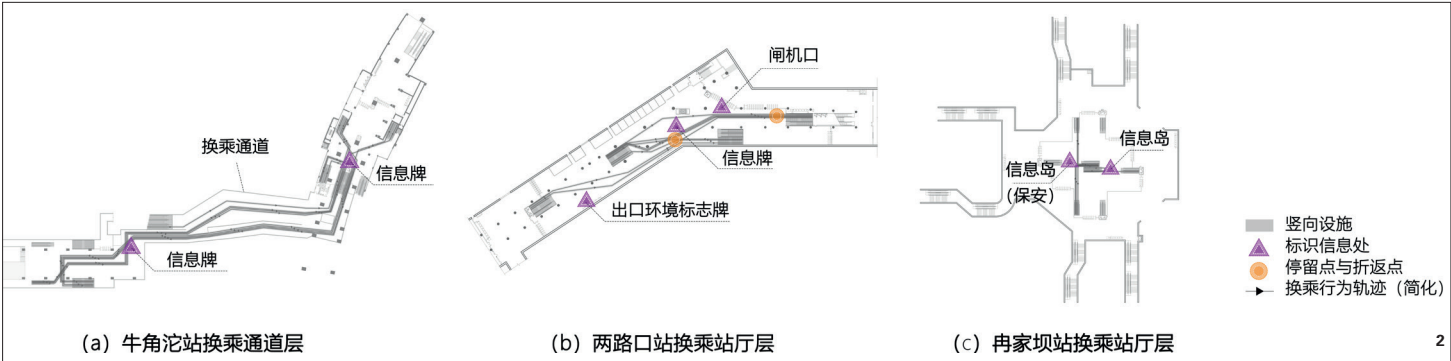 换乘通道
信息牌
信息牌
(a) 牛角沱站换乘通道层
闸机口
信息牌
出口环境标志牌
(b) 两路口站换乘站厅层
信息岛
信息岛
(保安)
(c) 冉家坝站换乘站厅层
竖向设施
标识信息处
停留点与折返点
换乘行为轨迹(简化)
2